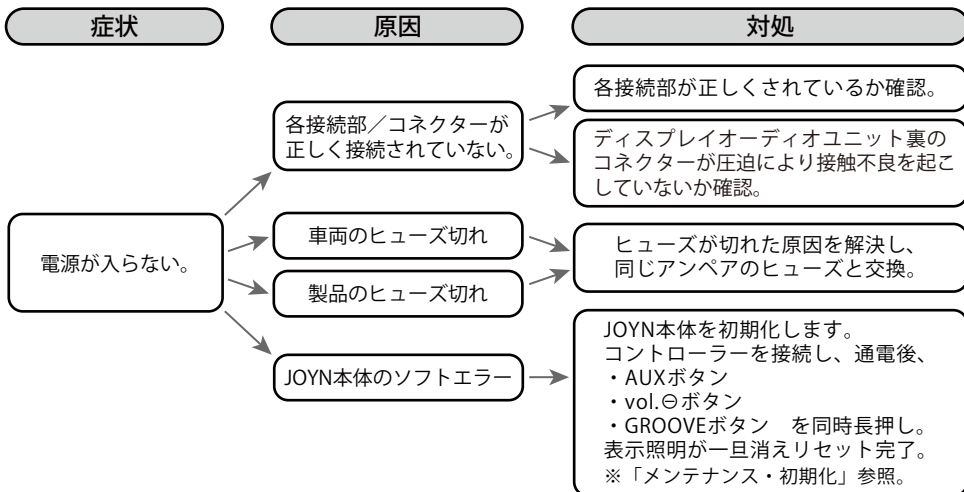 症状
原因
対処
電源が入らない。
各接続部／コネクターが
正しく接続されていない。
各接続部が正しくされているか確認。
ディスプレイオーディオユニット裏の
コネクターが圧迫により接触不良を起こ
していないか確認。
車両のヒューズ切れ
製品のヒューズ切れ
ヒューズが切れた原因を解決し、
同じアンペアのヒューズと交換。
JOYN本体のソフトエラー
JOYN本体を初期化します。
コントローラーを接続し、通電後、
・AUXボタン
・vol.⊖ボタン
・GROOVEボタン　を同時長押し。
表示照明が一旦消えリセット完了。
※「メンテナンス・初期化」参照。